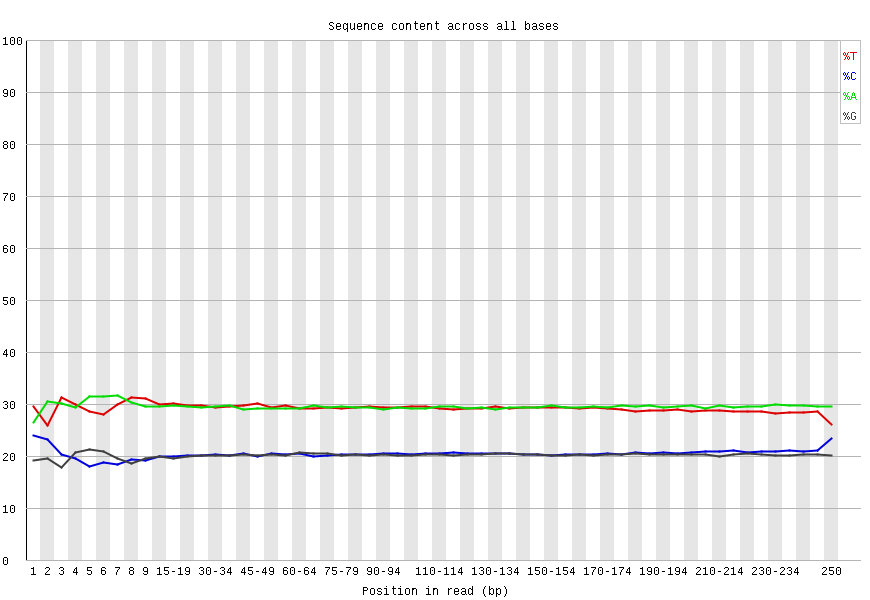 Sequence content across all bases
100
90
80
70
60
50
40
30
20
10
0
%T
%C
%A
%G
1 2 3 4 5 6 7 8 9 15-19 30-34 45-49 60-64 75-79 90-94 110-114 130-134 150-154 170-174 190-194 210-214 230-234 250
Position in read (bp)